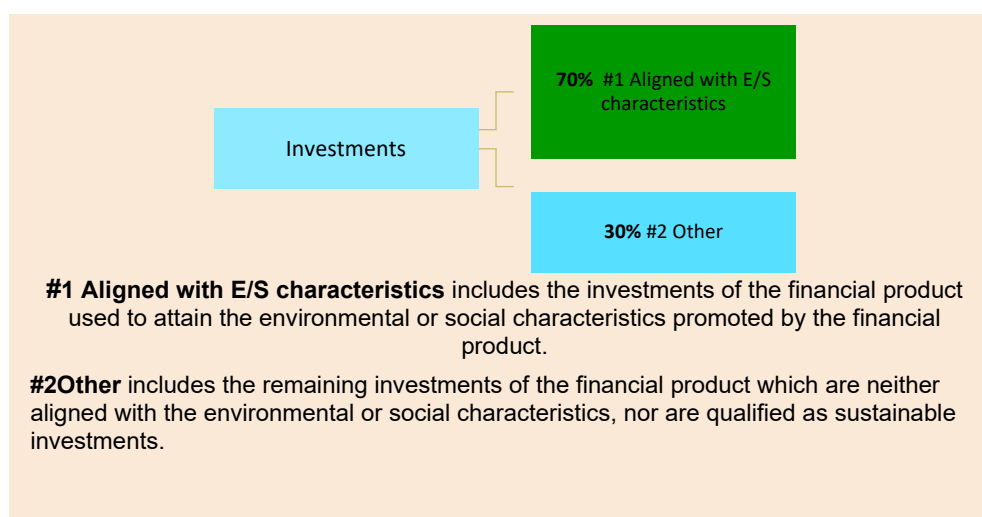 70% #1 Aligned with E/S
characteristics
Investments
30% #2 Other
#1 Aligned with E/S characteristics includes the investments of the financial product
used to attain the environmental or social characteristics promoted by the financial
product.
#2Other includes the remaining investments of the financial product which are neither
aligned with the environmental or social characteristics, nor are qualified as sustainable
investments.